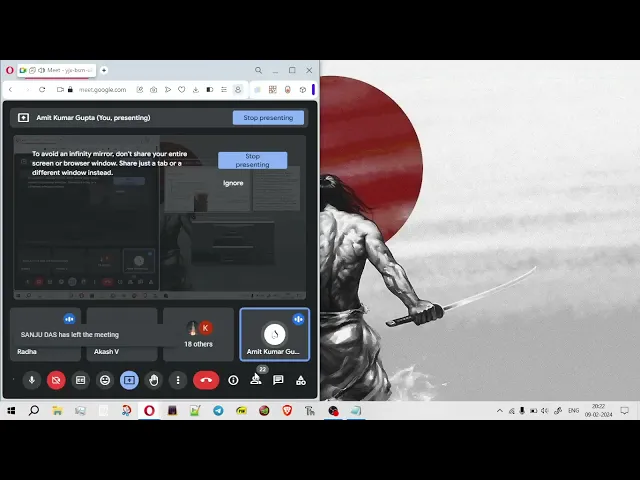 Meet - yjv-bsm-
meet.google.com
Amit Kumar Gupta (You, presenting)
Stop presenting
To avoid an infinity mirror, don't share your entire
screen or browser window. Share just a tab or a
different window instead.
Stop
presenting
Ignore
SANJU DAS has left the meeting
K
Radha
Akash V
18 others
Amit Kumar Gu...
22
ENG
20:22
09-02-2024